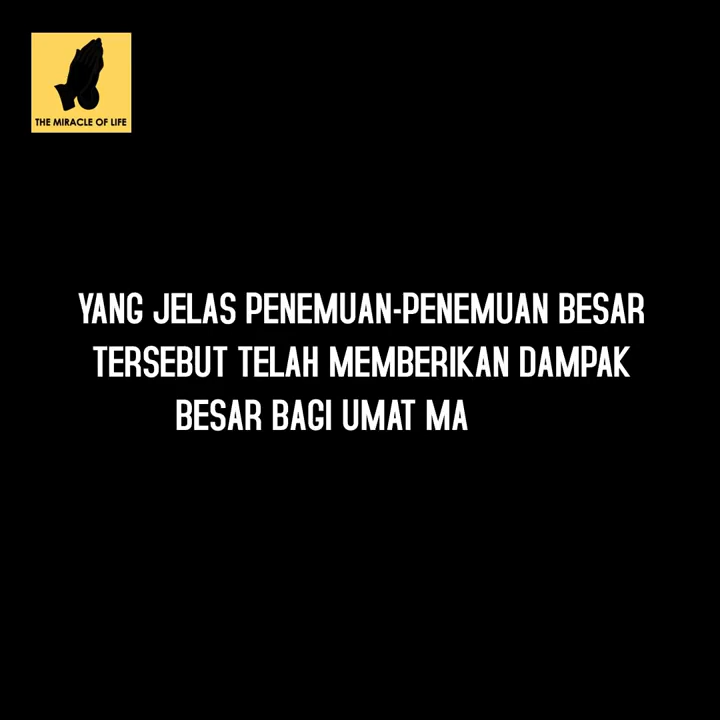 THE MIRACLE OF LIFE
YANG JELAS PENEMUAN-PENEMUAN BESAR
TERSEBUT TELAH MEMBERIKAN DAMPAK
BESAR BAGI UMAT MA